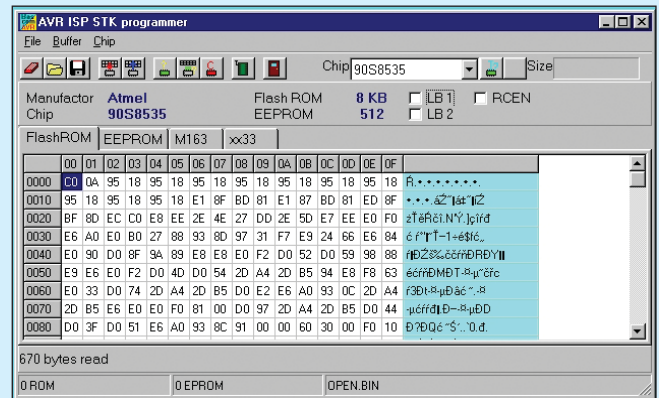 AVR ISP STK programmer
File Buffer Chip
Chip 90S8535 Size
Manufactor Atmel Flash ROM 8 KB LB 1 RCEN
Chip 90S8535 EEPROM 512 LB 2
FlashROM EEPROM M163 xx33
00 01 02 03 04 05 06 07 08 09 0A 0B 0C 0D 0E 0F
0000 C0 0A 95 18 95 18 95 18 95 18 95 18 95 18 95 18
0010 95 18 95 18 95 18 E1 8F BD 81 E1 87 BD 81 ED 8F
0020 BF 8D EC C0 E8 EE 2E 4E 27 DD 2E 5D E7 EE E0 F0
0030 E6 A0 E0 B0 27 88 93 8D 97 31 F7 E9 24 66 E6 84
0040 E0 90 D0 8F 9A 89 E8 E8 E0 F2 D0 52 D0 59 98 88
0050 E9 E6 E0 F2 D0 4D D0 54 2D A4 2D B5 94 E8 F8 63
0060 E0 33 D0 74 2D A4 2D B5 D0 E2 E6 A0 93 0C 2D A4
0070 2D B5 E6 E0 E0 F0 81 00 D0 97 2D A4 2D B5 D0 44
0080 D0 3F D0 51 E6 A0 93 8C 91 00 00 60 30 00 F0 10
670 bytes read
0 ROM 0 EPROM OPEN.BIN